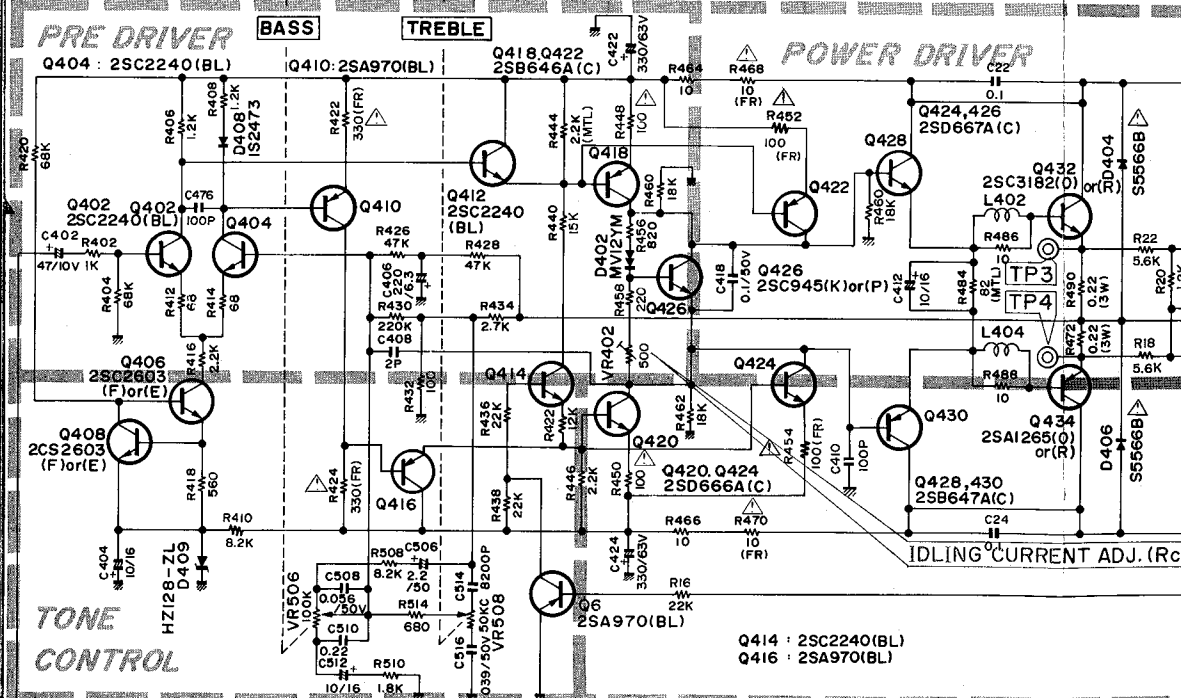 PRE DRIVER
BASS
TREBLE
POWER DRIVER
Q404 : 2SC2240(BL)
Q410:2SA970(BL)
Q418,Q422
2SB646A(C)
C422
330/63V
R464
10
R468
10
(FR)
C22
0.1
Q424,426
2SD667A(C)
R420
68K
R406
1.2K
R408
1.2K
D408
IS2473
R422
330(FR)
R444
2.2K
(MTL)
R448
100
R452
100
(FR)
Q428
Q432
2SC3182(O)or(R)
D404
S5566B
Q402
2SC2240(BL)
Q402
C476
100P
Q404
Q410
Q412
2SC2240
(BL)
Q418
R460
18K
Q422
R460
18K
L402
C402
47/10V
R402
1K
R404
68K
R412
68
R414
68
R426
47K
R428
47K
C406
220
6.3
R440
15K
R456
820
D402
MV12YM
R458
220
Q426
C418
0.1/50V
Q426
2SC945(K)or(P)
C412
10/16
R484
82
(MTL)
R486
10
TP3
TP4
R490
0.22
(3W)
R472
0.22
(3W)
R22
5.6K
R20
R18
5.6K
R430
220K
C408
2P
R434
2.7K
R432
100
VR402
500
L404
R488
10
Q406
2SC2603
(F)or(E)
R416
2.2K
Q408
2CS2603
(F)or(E)
Q414
R436
22K
R422
12K
Q420
R462
18K
Q424
R454
100(FR)
C410
100P
Q430
Q434
2SA1265(O)
or(R)
D406
S5566B
R418
560
R424
330(FR)
Q416
R438
22K
R446
2.2K
R450
100
Q420,Q424
2SD666A(C)
Q428,430
2SB647A(C)
C404
10/16
R410
8.2K
HZ12B-ZL
D409
R466
10
R470
10
(FR)
C24
0.1
C424
330/63V
IDLING CURRENT ADJ.(Rc
VR506
100K
C508
0.056
/50V
R508
8.2K
C506
2.2
/50
C514
8200P
R514
680
50KC
VR508
C510
0.22
C512
10/16
R510
1.8K
C516
039/50V
Q6
2SA970(BL)
R16
22K
TONE
CONTROL
Q414 : 2SC2240(BL)
Q416 : 2SA970(BL)